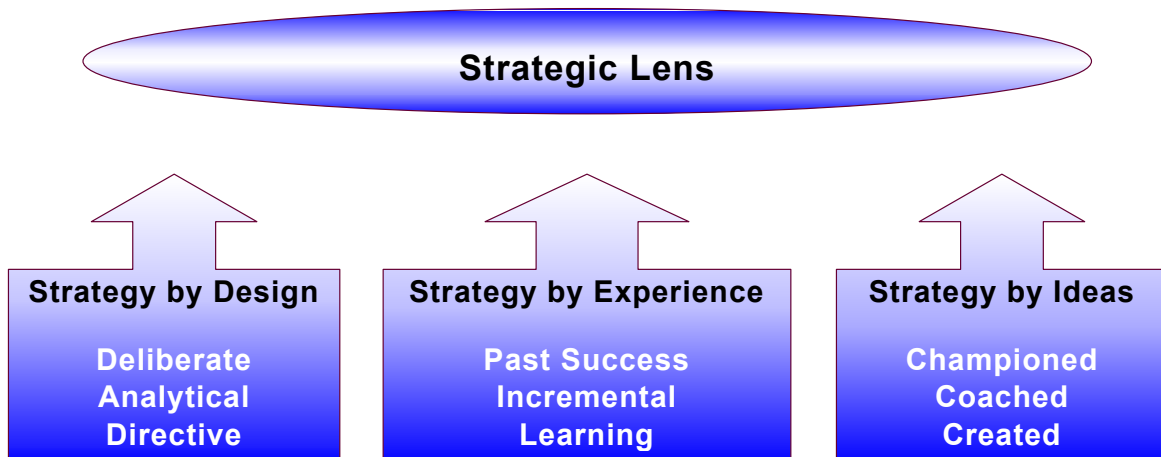 Strategic Lens
Strategy by Design
Deliberate
Analytical
Directive
Strategy by Experience
Past Success
Incremental
Learning
Strategy by Ideas
Championed
Coached
Created